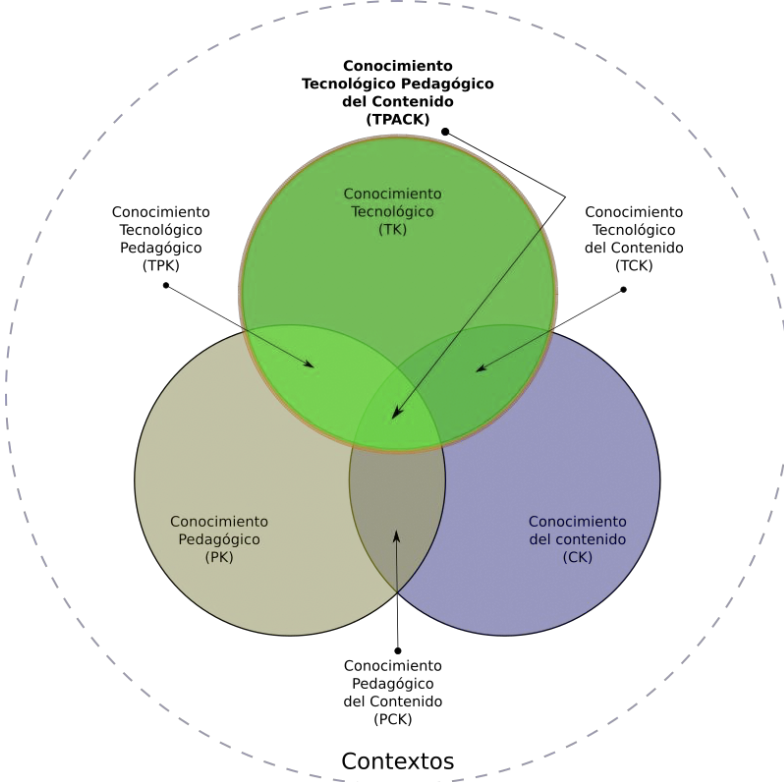 Conocimiento
Tecnológico Pedagógico
del Contenido
(TPACK)
Conocimiento
Tecnológico
(TK)
Conocimiento
Tecnológico
Pedagógico
(TPK)
Conocimiento
Tecnológico
del Contenido
(TCK)
Conocimiento
Pedagógico
(PK)
Conocimiento
del contenido
(CK)
Conocimiento
Pedagógico
del Contenido
(PCK)
Contextos